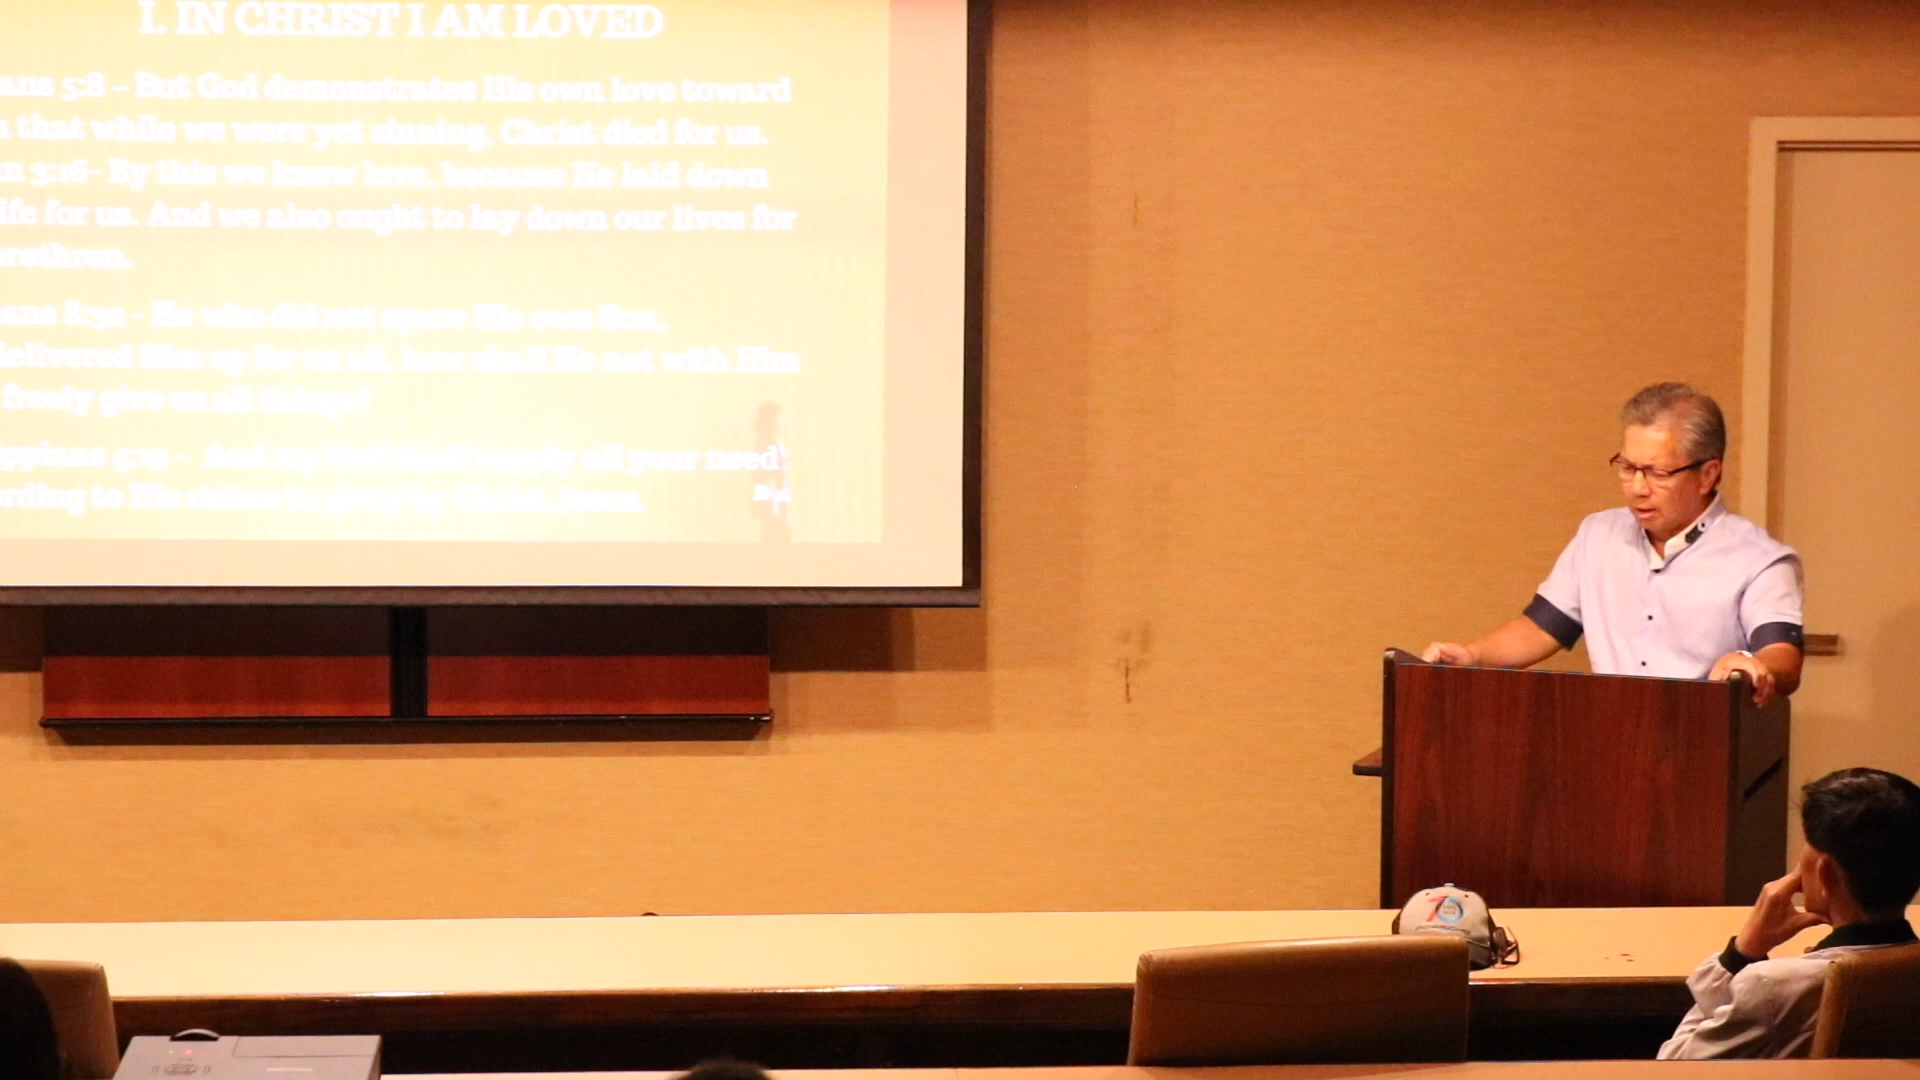 I. IN CHRIST I AM LOVED
ans 5:8 – But God demonstrates His own love toward
that while we were yet sinning, Christ died for us.
n 3:16- By this we know love, because He laid down
ife for us. And we also ought to lay down our lives for
rethren.
ans 8:32 - He who did not spare His own Son,
delivered Him up for us all, how shall He not with Him
freely give us all things?
ppians 4:19 - And my God shall supply all your need
ording to His riches in glory by Christ Jesus.